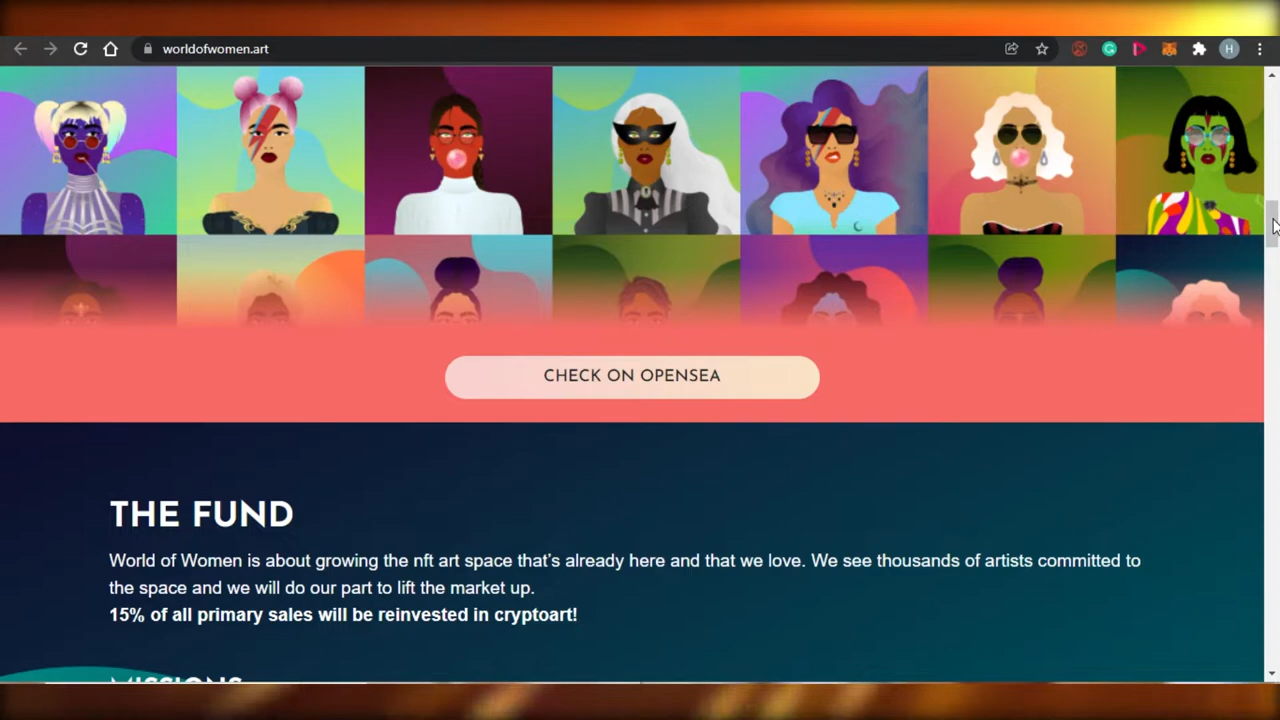 worldofwomen.art
H
CHECK ON OPENSEA
THE FUND
World of Women is about growing the nft art space that's already here and that we love. We see thousands of artists committed to
the space and we will do our part to lift the market up.
15% of all primary sales will be reinvested in cryptoart!
MISSIONS